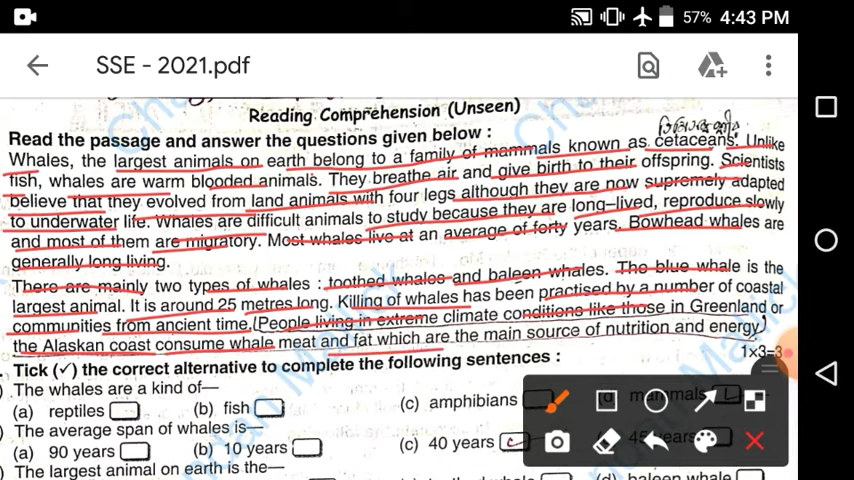 57% 4:43 PM
SSE - 2021.pdf
Reading Comprehension (Unseen)
Read the passage and answer the questions given below :
Whales, the largest animals on earth belong to a family of mammals known as cetaceans. Unlike
fish, whales are warm blooded animals. They breathe air and give birth to their offspring. Scientists
believe that they evolved from land animals with four legs although they are now supremely adapted
to underwater life. Whales are difficult animals to study because they are long-lived, reproduce slowly
and most of them are migratory. Most whales live at an average of forty years. Bowhead whales are
generally long living.
There are mainly two types of whales : toothed whales and baleen whales. The blue whale is the
largest animal. It is around 25 metres long. Killing of whales has been practised by a number of coastal
communities from ancient time. (People living in extreme climate conditions like those in Greenland or
the Alaskan coast consume whale meat and fat which are the main source of nutrition and energy.)
1×3=3
Tick (✓) the correct alternative to complete the following sentences :
The whales are a kind of—
(a) reptiles (b) fish (c) amphibians (d) mammals
The average span of whales is—
(a) 90 years (b) 10 years (c) 40 years 45 years
The largest animal on earth is the—
(d) baleen whale